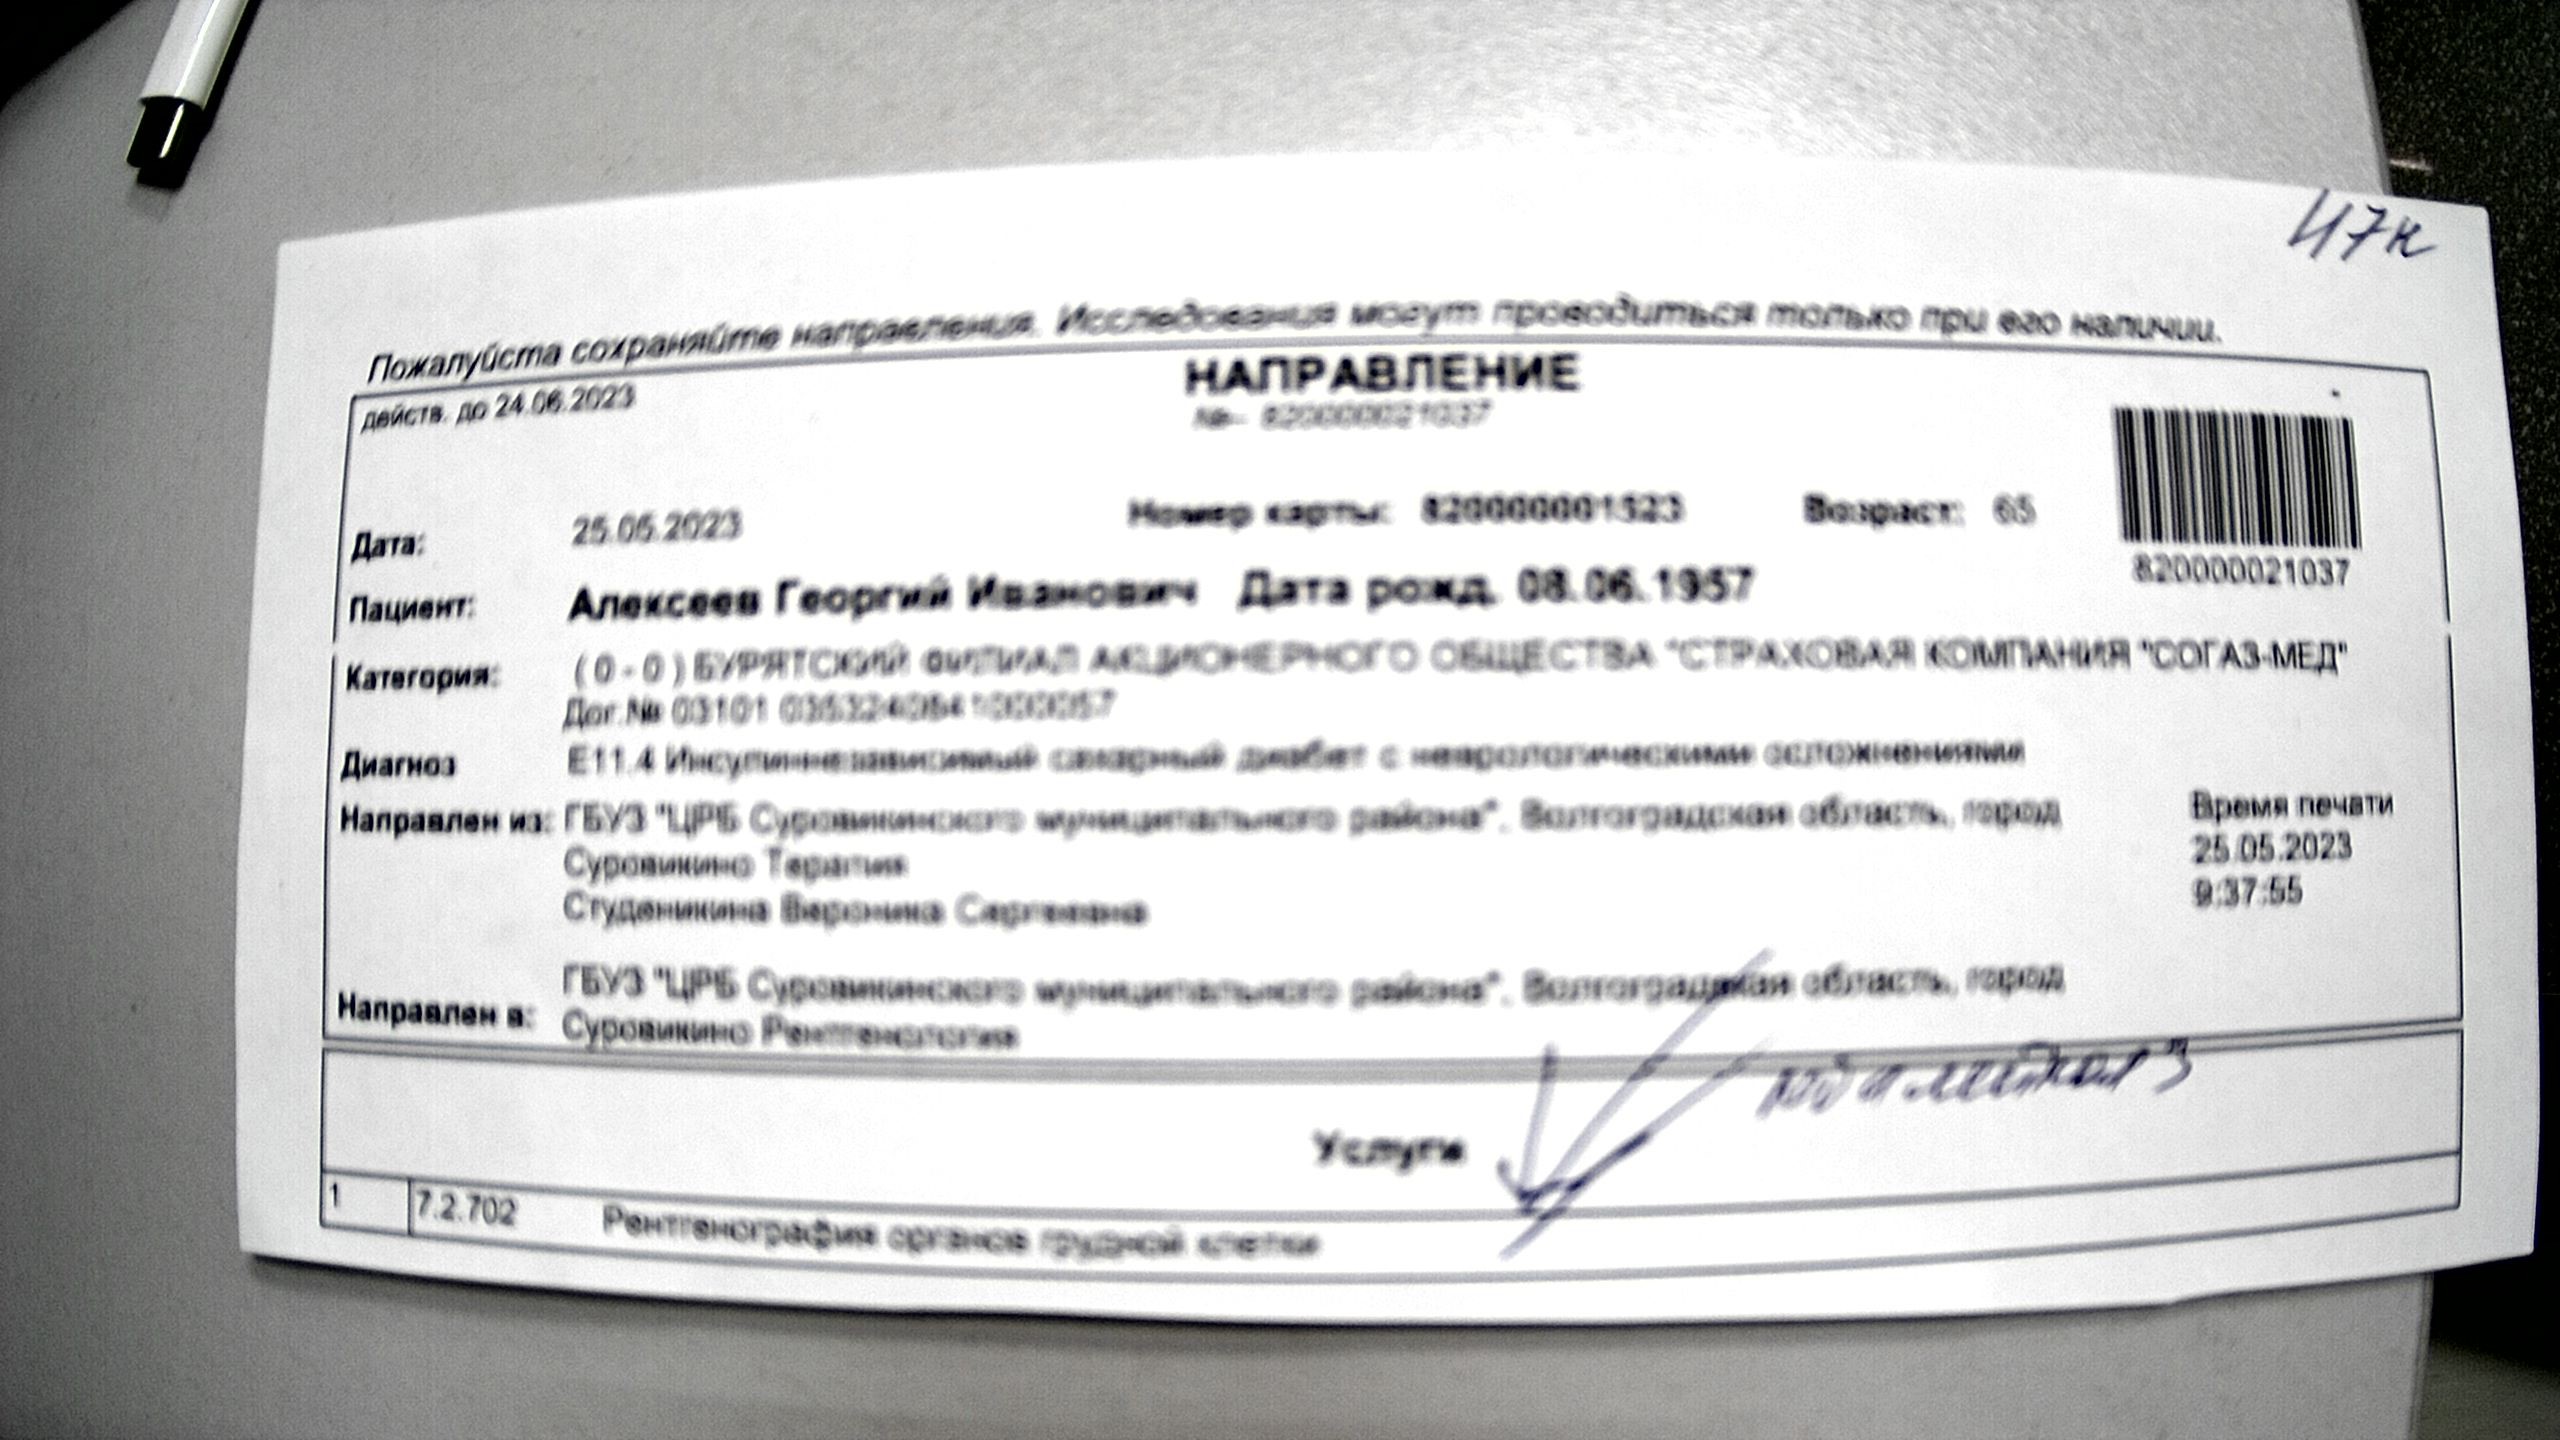 47н
Пожалуйста сохраняйте направления. Исследования могут проводиться только при его наличии.
НАПРАВЛЕНИЕ
действ. до 24.06.2023
№ 820000021037
Дата: 25.05.2023 Номер карты: 820000001523 Возраст: 65
820000021037
Пациент: Алексеев Георгий Иванович Дата рожд. 08.06.1957
Категория: ( 0 - 0 ) БУРЯТСКИЙ ФИЛИАЛ АКЦИОНЕРНОГО ОБЩЕСТВА "СТРАХОВАЯ КОМПАНИЯ "СОГАЗ-МЕД"
Дог.№ 03101
Диагноз E11.4 Инсулиннезависимый сахарный диабет с неврологическими осложнениями
Направлен из: ГБУЗ "ЦРБ Суровикинского муниципального района", Волгоградская область, город
Суровикино Терапия
Студеникина Вероника Сергеевна
Время печати
25.05.2023
9:37:55
Направлен в: ГБУЗ "ЦРБ Суровикинского муниципального района", Волгоградская область, город
Суровикино Рентгенология
Услуги
1 7.2.702 Рентгенография органов грудной клетки